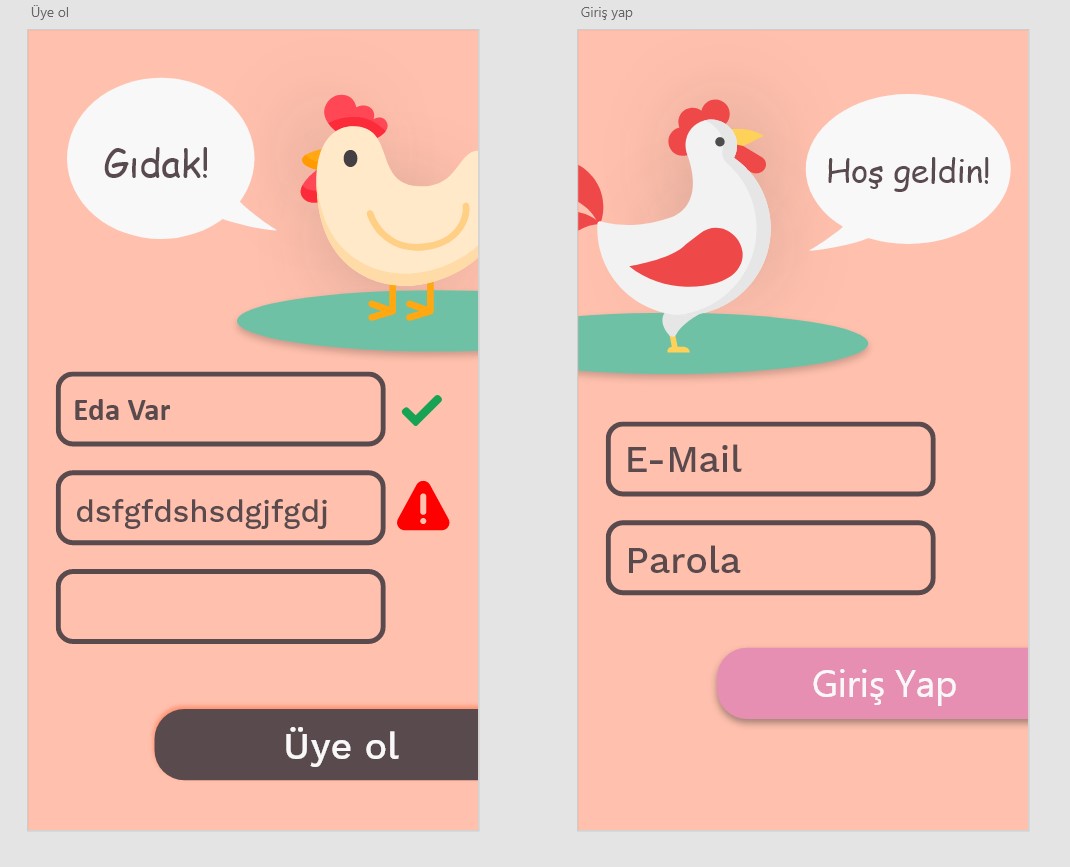 Üye ol
Gıdak!
Eda Var
dsfgfdshsdgjfgdj
Üye ol
Giriş yap
Hoş geldin!
E-Mail
Parola
Giriş Yap